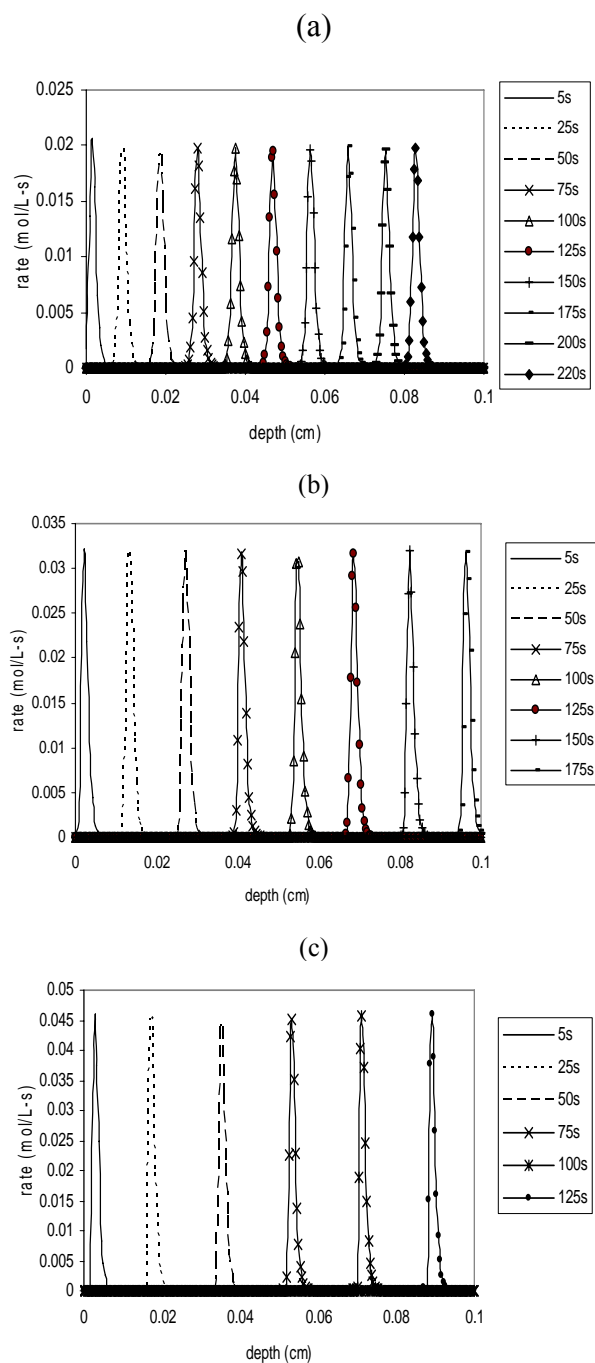 (a)
0.025
0.02
0.015
0.01
0.005
0
rate (mol/L-s)
0 0.02 0.04 0.06 0.08 0.1
depth (cm)
5s
25s
50s
75s
100s
125s
150s
175s
200s
220s
(b)
0.035
0.03
0.025
0.02
0.015
0.01
0.005
0
rate (mol/L-s)
0 0.02 0.04 0.06 0.08 0.1
depth (cm)
5s
25s
50s
75s
100s
125s
150s
175s
(c)
0.05
0.045
0.04
0.035
0.03
0.025
0.02
0.015
0.01
0.005
0
rate (mol/L-s)
0 0.02 0.04 0.06 0.08 0.1
depth (cm)
5s
25s
50s
75s
100s
125s